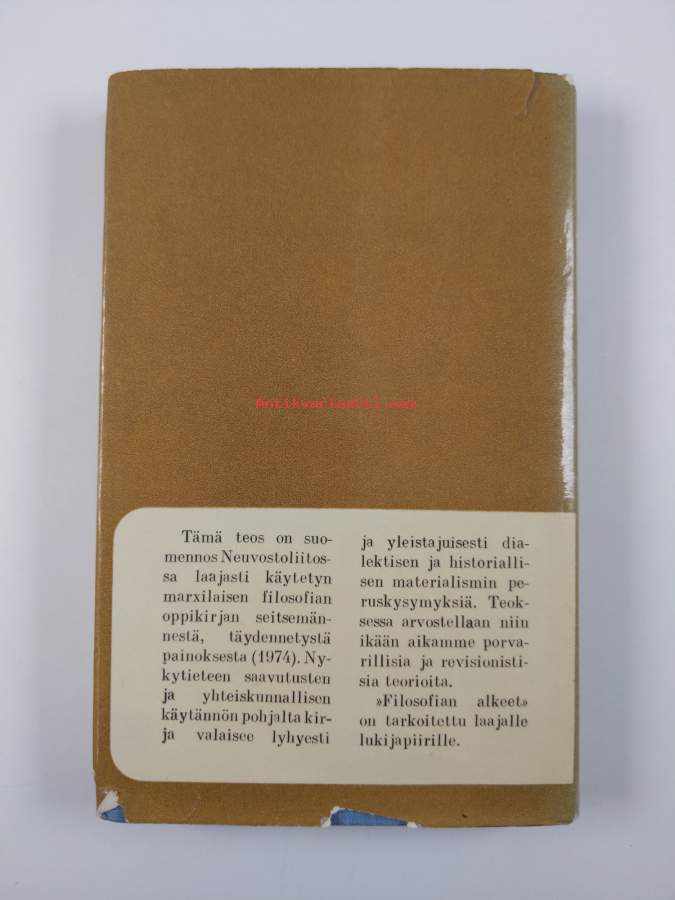 Antikvariaatti.net
Tämä teos on suo-
mennos Neuvostoliitos-
sa laajasti käytetyn
marxilaisen filosofian
oppikirjan seitsemän-
nestä, täydennetystä
painoksesta (1974). Ny-
kytieteen saavutusten
ja yhteiskunnallisen
käytännön pohjalta kir-
ja valaisee lyhyesti
ja yleistajuisesti dia-
lektisen ja historialli-
sen materialismin pe-
ruskysymyksiä. Teok-
sessa arvostellaan niin
ikään aikamme porva-
rillisia ja revisionisti-
sia teorioita.
»Filosofian alkeet»
on tarkoitettu laajalle
lukijapiirille.